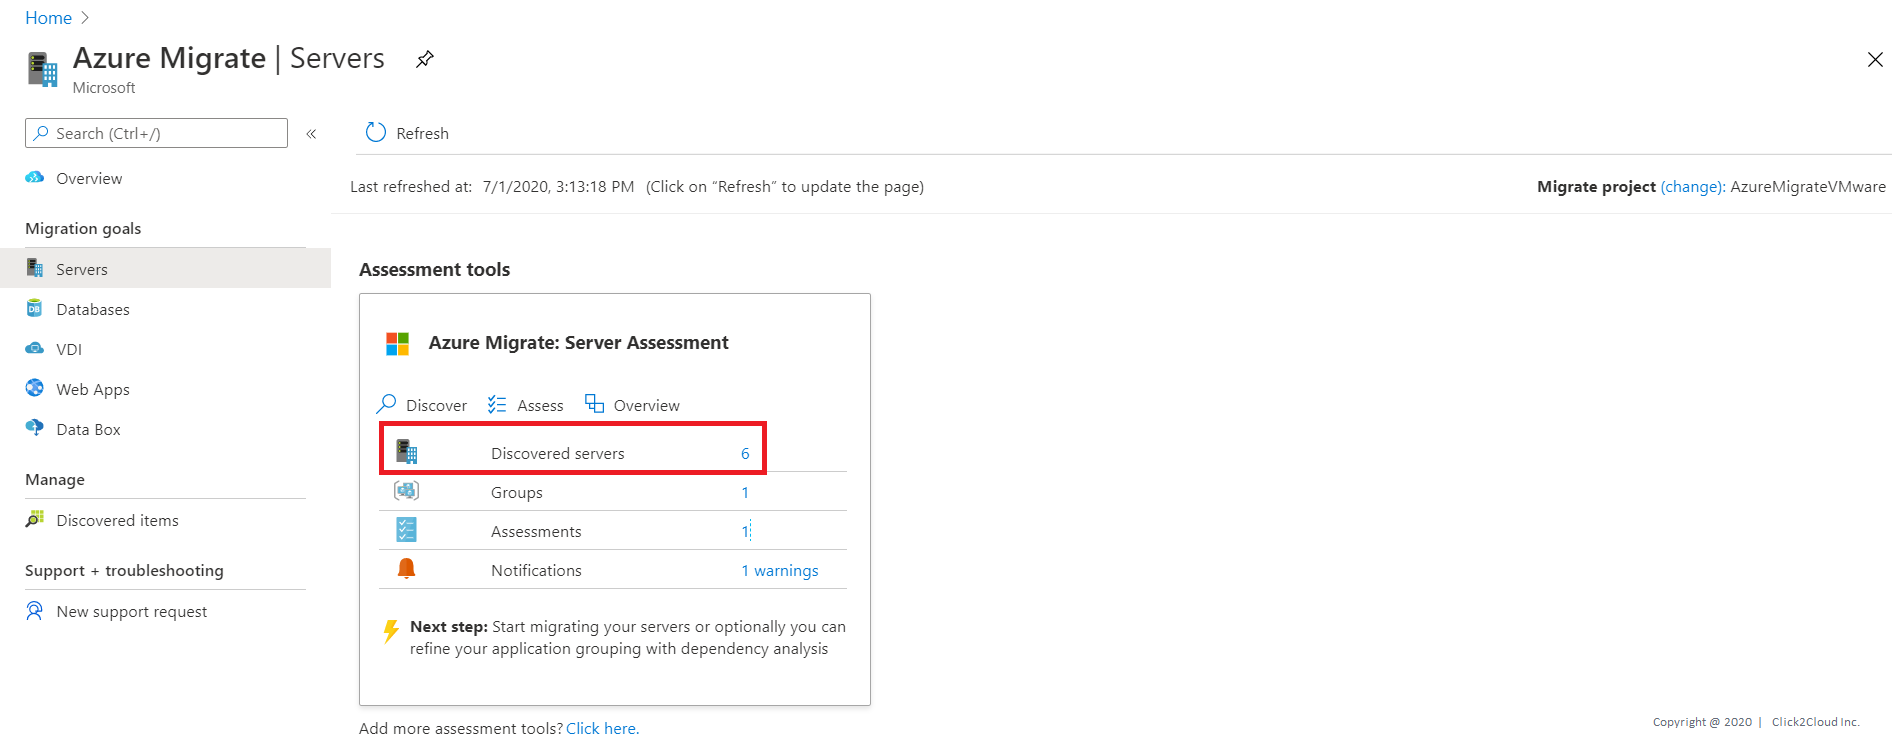 Home
Azure Migrate | Servers
Microsoft
Search (Ctrl+/)
«
Refresh
Overview
Last refreshed at: 7/1/2020, 3:13:18 PM (Click on “Refresh” to update the page)
Migrate project (change): AzureMigrateVMware
Migration goals
Servers
Databases
VDI
Web Apps
Data Box
Manage
Discovered items
Support + troubleshooting
New support request
Assessment tools
Azure Migrate: Server Assessment
Discover Assess Overview
Discovered servers 6
Groups 1
Assessments 1
Notifications 1 warnings
Next step: Start migrating your servers or optionally you can
refine your application grouping with dependency analysis
Add more assessment tools? Click here.
Copyright @ 2020 | Click2Cloud Inc.